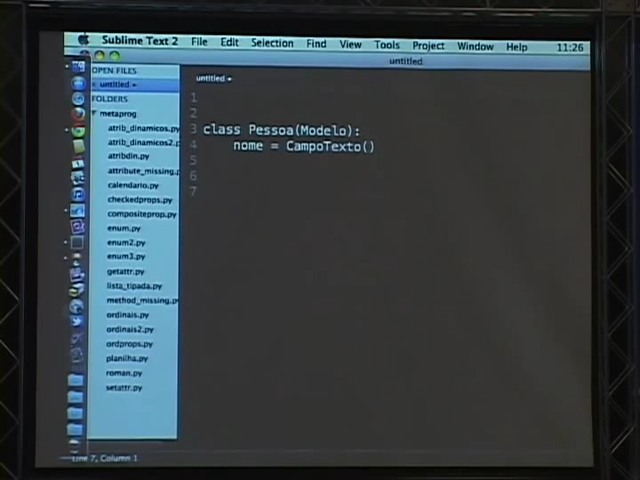 Sublime Text 2 File Edit Selection Find View Tools Project Window Help 11:26
untitled
OPEN FILES
untitled
FOLDERS
metaprog
atrib_dinamicos.py
atrib_dinamicos2.p
atribdin.py
attribute_missing.p
calendario.py
checkedprops.py
compositeprop.py
enum.py
enum2.py
enum3.py
getattr.py
lista_tipada.py
method_missing.py
ordinais.py
ordinais2.py
ordprops.py
planilha.py
roman.py
setattr.py
untitled
1
2
3 class Pessoa(Modelo):
4 nome = CampoTexto()
5
6
7
Line 7, Column 1